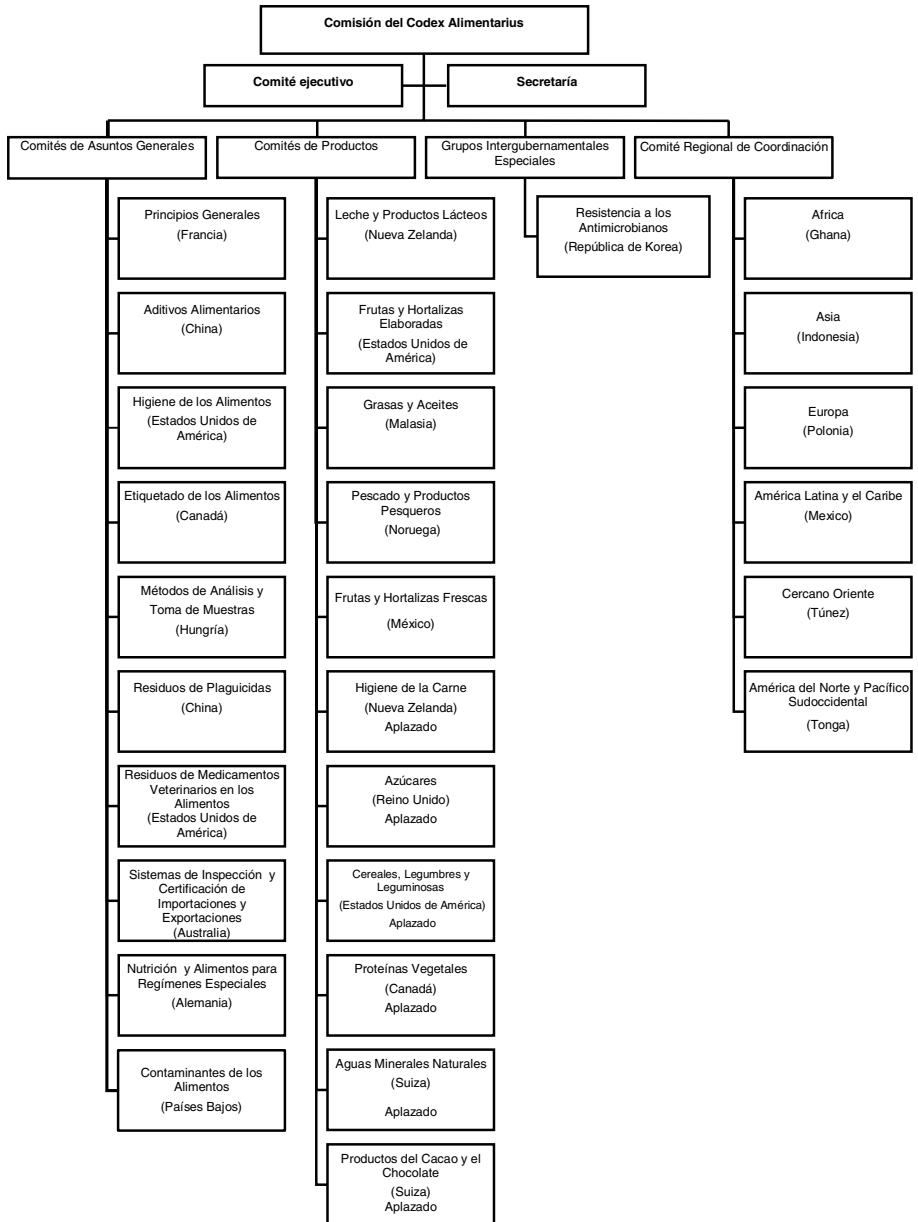 Comisión del Codex Alimentarius
Comité ejecutivo
Secretaría
Comités de Asuntos Generales
Comités de Productos
Grupos Intergubernamentales
Especiales
Comité Regional de Coordinación
Principios Generales
(Francia)
Aditivos Alimentarios
(China)
Higiene de los Alimentos
(Estados Unidos de
América)
Etiquetado de los Alimentos
(Canadá)
Métodos de Análisis y
Toma de Muestras
(Hungría)
Residuos de Plaguicidas
(China)
Residuos de Medicamentos
Veterinarios en los
Alimentos
(Estados Unidos de
América)
Sistemas de Inspección y
Certificación de
Importaciones y
Exportaciones
(Australia)
Nutrición y Alimentos para
Regímenes Especiales
(Alemania)
Contaminantes de los
Alimentos
(Países Bajos)
Leche y Productos Lácteos
(Nueva Zelanda)
Frutas y Hortalizas
Elaboradas
(Estados Unidos de
América)
Grasas y Aceites
(Malasia)
Pescado y Productos
Pesqueros
(Noruega)
Frutas y Hortalizas Frescas
(México)
Higiene de la Carne
(Nueva Zelanda)
Aplazado
Azúcares
(Reino Unido)
Aplazado
Cereales, Legumbres y
Leguminosas
(Estados Unidos de América)
Aplazado
Proteínas Vegetales
(Canadá)
Aplazado
Aguas Minerales Naturales
(Suiza)
Aplazado
Productos del Cacao y el
Chocolate
(Suiza)
Aplazado
Resistencia a los
Antimicrobianos
(República de Korea)
Africa
(Ghana)
Asia
(Indonesia)
Europa
(Polonia)
América Latina y el Caribe
(Mexico)
Cercano Oriente
(Túnez)
América del Norte y Pacífico
Sudoccidental
(Tonga)